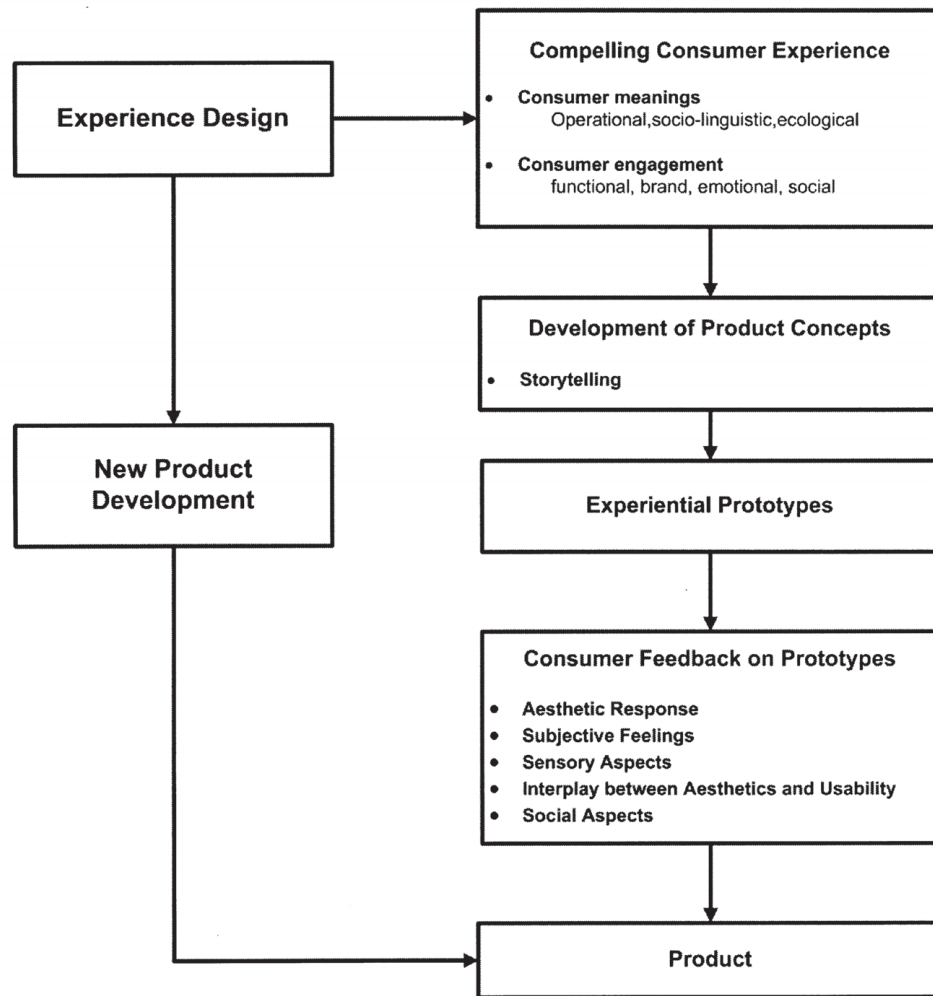 Experience Design
Compelling Consumer Experience
• Consumer meanings
Operational,socio-linguistic,ecological
• Consumer engagement
functional, brand, emotional, social
Development of Product Concepts
• Storytelling
New Product
Development
Experiential Prototypes
Consumer Feedback on Prototypes
• Aesthetic Response
• Subjective Feelings
• Sensory Aspects
• Interplay between Aesthetics and Usability
• Social Aspects
Product